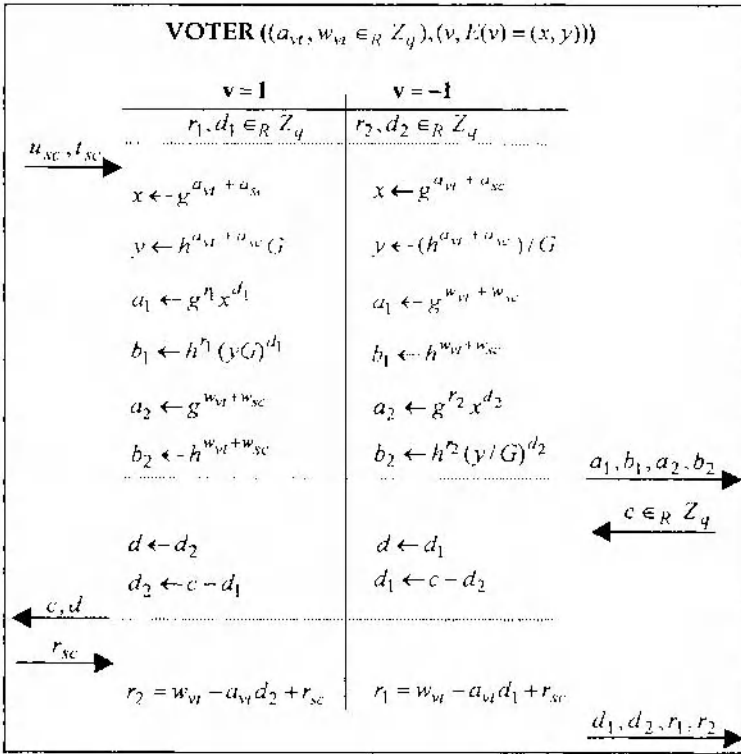 VOTER ((a_vt, w_vt ∈_R Z_q), (v, E(v) = (x, y)))
v = 1 v = -1
r_1, d_1 ∈_R Z_q r_2, d_2 ∈_R Z_q
u_sc, t_sc
x ← g^{a_vt + a_sc} x ← g^{a_vt + a_sc}
y ← h^{a_vt + a_sc} G y ← (h^{a_vt + a_sc}) / G
a_1 ← g^{r_1} x^{d_1} a_1 ← g^{w_vt + w_sc}
b_1 ← h^{r_1} (yG)^{d_1} b_1 ← h^{w_vt + w_sc}
a_2 ← g^{w_vt + w_sc} a_2 ← g^{r_2} x^{d_2}
b_2 ← h^{w_vt + w_sc} b_2 ← h^{r_2} (y / G)^{d_2}
a_1, b_1, a_2, b_2
c ∈_R Z_q
d ← d_2 d ← d_1
d_2 ← c - d_1 d_1 ← c - d_2
c, d
r_sc
r_2 = w_vt - a_vt d_2 + r_sc r_1 = w_vt - a_vt d_1 + r_sc
d_1, d_2, r_1, r_2